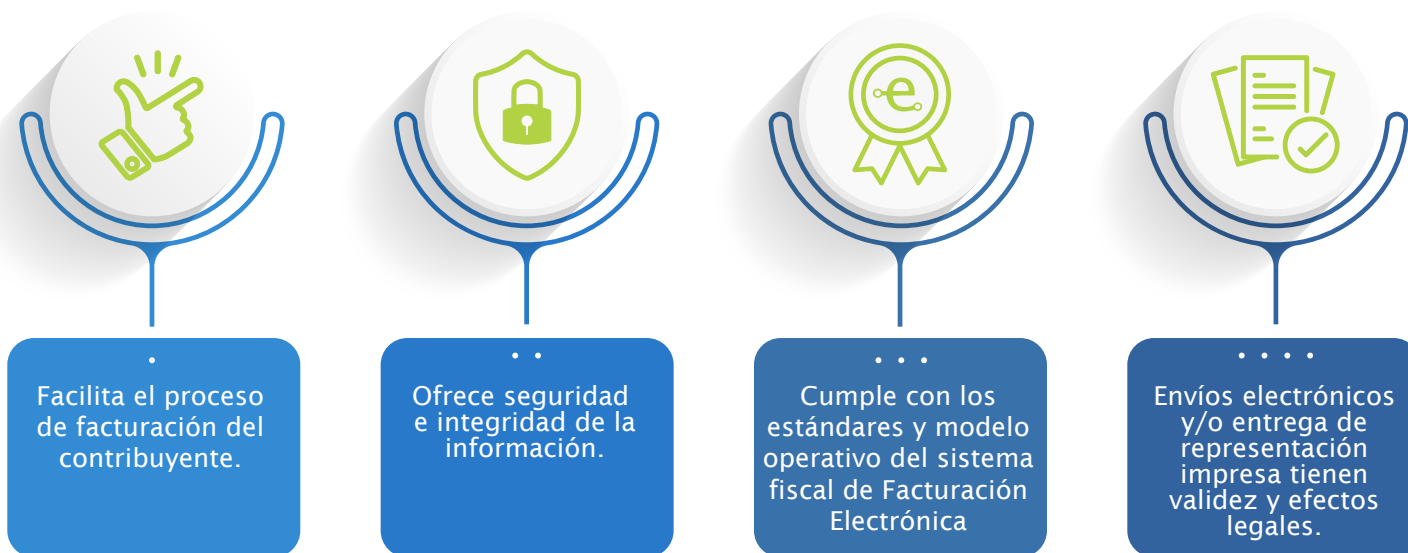 e
Facilita el proceso
de facturación del
contribuyente.
Ofrece seguridad
e integridad de la
información.
Cumple con los
estándares y modelo
operativo del sistema
fiscal de Facturación
Electrónica
Envíos electrónicos
y/o entrega de
representación
impresa tienen
validez y efectos
legales.